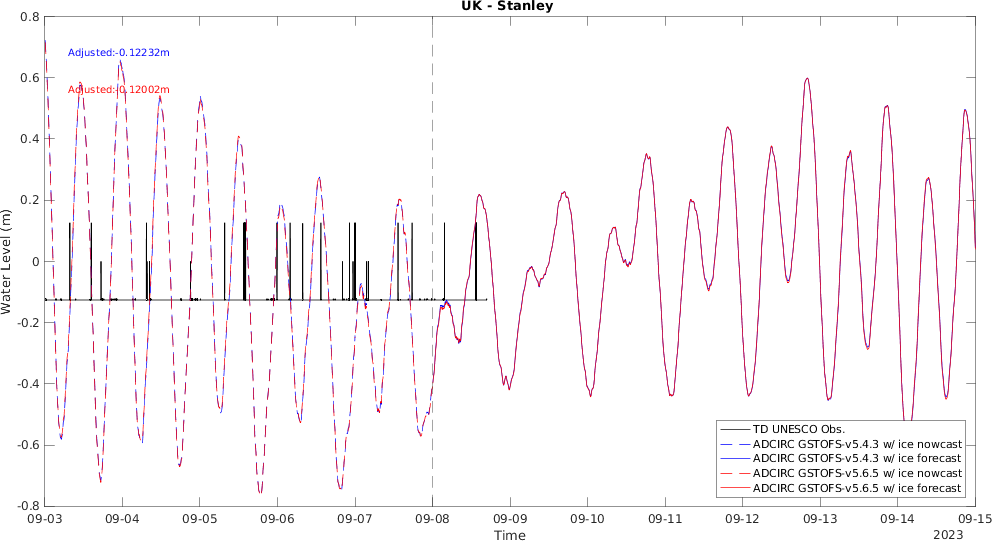 UK - Stanley
Adjusted:-0.12232m
Adjusted:-0.12002m
Water Level (m)
0.8
0.6
0.4
0.2
0
-0.2
-0.4
-0.6
-0.8
TD UNESCO Obs.
ADCIRC GSTOFS-v5.4.3 w/ ice nowcast
ADCIRC GSTOFS-v5.4.3 w/ ice forecast
ADCIRC GSTOFS-v5.6.5 w/ ice nowcast
ADCIRC GSTOFS-v5.6.5 w/ ice forecast
09-03 09-04 09-05 09-06 09-07 09-08 09-09 09-10 09-11 09-12 09-13 09-14 09-15
Time
2023